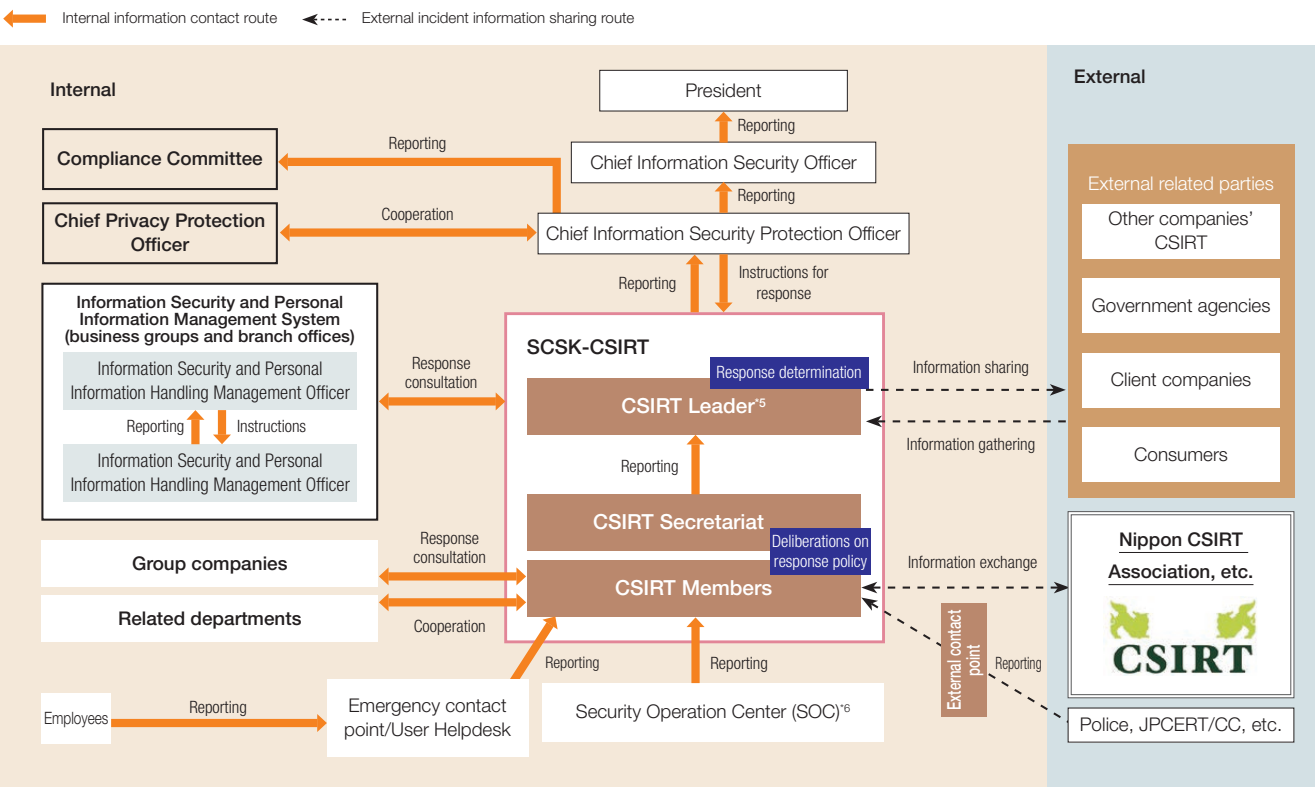 Internal information contact route
External incident information sharing route
Internal
External
President
Reporting
Chief Information Security Officer
Reporting
Chief Information Security Protection Officer
Compliance Committee
Reporting
Chief Privacy Protection
Officer
Cooperation
Reporting
Instructions for
response
Information Security and Personal
Information Management System
(business groups and branch offices)
Information Security and Personal
Information Handling Management Officer
Reporting
Instructions
Information Security and Personal
Information Handling Management Officer
Response
consultation
SCSK-CSIRT
Response determination
CSIRT Leader*5
Reporting
CSIRT Secretariat
Deliberations on
response policy
CSIRT Members
Group companies
Related departments
Response
consultation
Cooperation
Employees
Reporting
Emergency contact
point/User Helpdesk
Reporting
Reporting
Security Operation Center (SOC)*6
Information sharing
Information gathering
Information exchange
External contact
point
Reporting
External related parties
Other companies’
CSIRT
Government agencies
Client companies
Consumers
Nippon CSIRT
Association, etc.
CSIRT
Police, JPCERT/CC, etc.